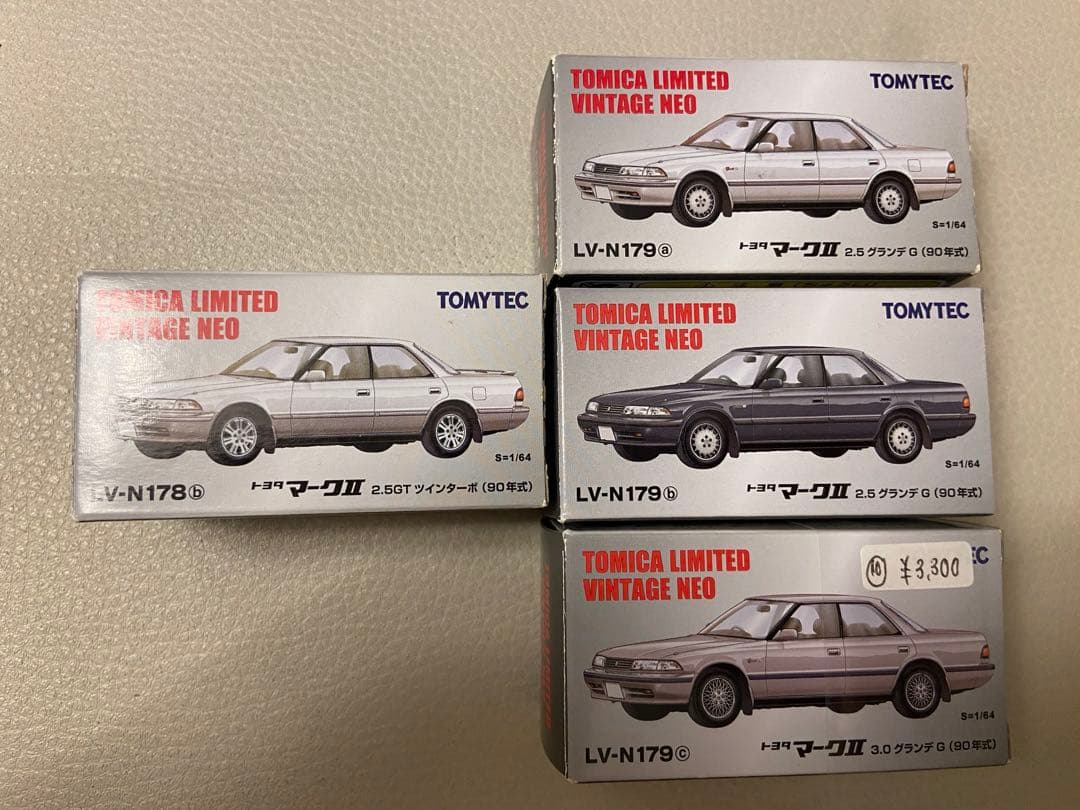 TOMICA LIMITED
VINTAGE NEO
TOMYTEC
S=1/64
LV-N179ⓐ トヨタ マークII 2.5グランデG (90年式)
TOMICA LIMITED
VINTAGE NEO
TOMYTEC
S=1/64
LV-N178ⓑ トヨタ マークII 2.5GT ツインターボ (90年式)
TOMICA LIMITED
VINTAGE NEO
TOMYTEC
S=1/64
LV-N179ⓑ トヨタ マークII 2.5グランデG (90年式)
TOMICA LIMITED
VINTAGE NEO
EC
⑩ ¥3,300
S=1/64
LV-N179ⓒ トヨタ マークII 3.0グランデG (90年式)